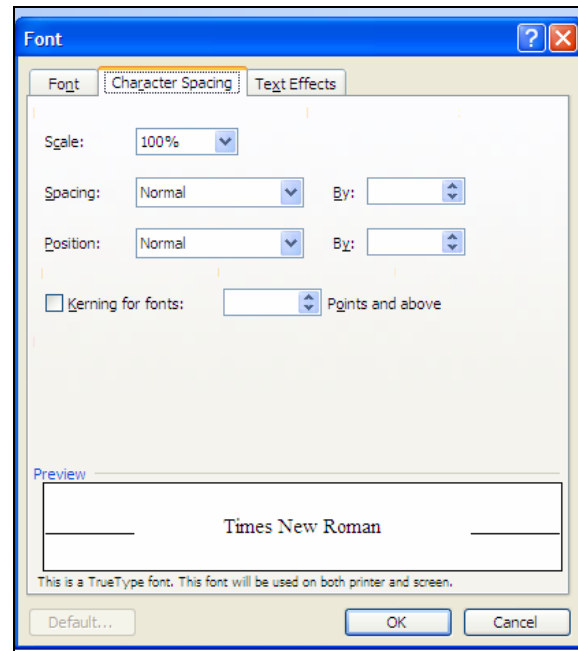 Font
Font Character Spacing Text Effects
Scale: 100%
Spacing: Normal By:
Position: Normal By:
Kerning for fonts: Points and above
Preview
Times New Roman
This is a TrueType font. This font will be used on both printer and screen.
Default... OK Cancel